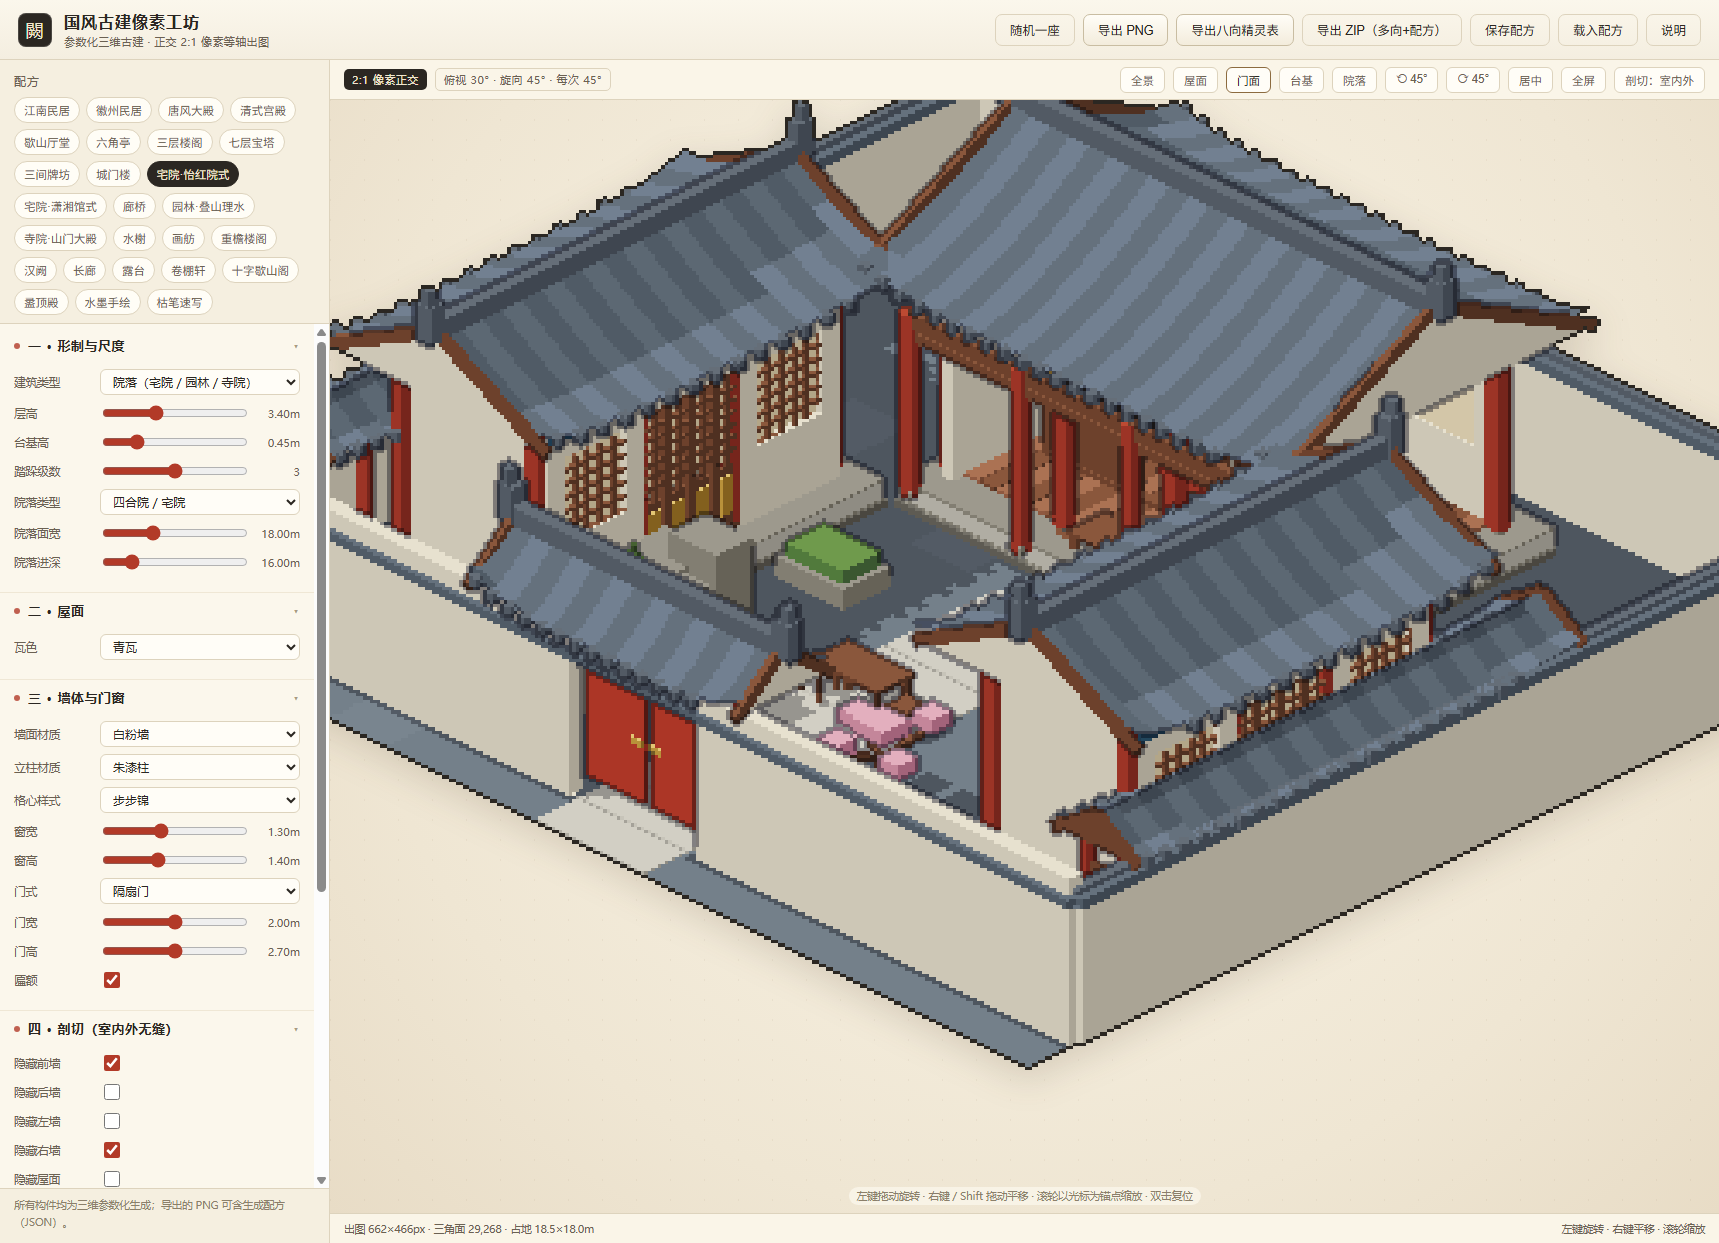 闕
国风古建像素工坊
参数化三维古建 · 正交 2:1 像素等轴出图
随机一座
导出 PNG
导出八向精灵表
导出 ZIP（多向+配方）
保存配方
载入配方
说明
配方
江南民居
徽州民居
唐风大殿
清式宫殿
歇山厅堂
六角亭
三层楼阁
七层宝塔
三间牌坊
城门楼
宅院·怡红院式
宅院·潇湘馆式
廊桥
园林·叠山理水
寺院·山门大殿
水榭
画舫
重檐楼阁
汉阙
长廊
露台
卷棚轩
十字歇山阁
盝顶殿
水墨手绘
枯笔速写
一 • 形制与尺度
建筑类型
院落（宅院 / 园林 / 寺院）
层高
3.40m
台基高
0.45m
踏跺级数
3
院落类型
四合院 / 宅院
院落面宽
18.00m
院落进深
16.00m
二 • 屋面
瓦色
青瓦
三 • 墙体与门窗
墙面材质
白粉墙
立柱材质
朱漆柱
格心样式
步步锦
窗宽
1.30m
窗高
1.40m
门式
隔扇门
门宽
2.00m
门高
2.70m
匾额
四 • 剖切（室内外无缝）
隐藏前墙
隐藏后墙
隐藏左墙
隐藏右墙
隐藏屋面
所有构件均为三维参数化生成；导出的 PNG 可含生成配方
（JSON）。
2:1 像素正交
俯视 30° · 旋向 45° · 每次 45°
全景
屋面
门面
台基
院落
⟲ 45°
⟳ 45°
居中
全屏
剖切：室内外
左键拖动旋转 · 右键 / Shift 拖动平移 · 滚轮以光标为锚点缩放 · 双击复位
出图 662×466px · 三角面 29,268 · 占地 18.5×18.0m
左键旋转 · 右键平移 · 滚轮缩放